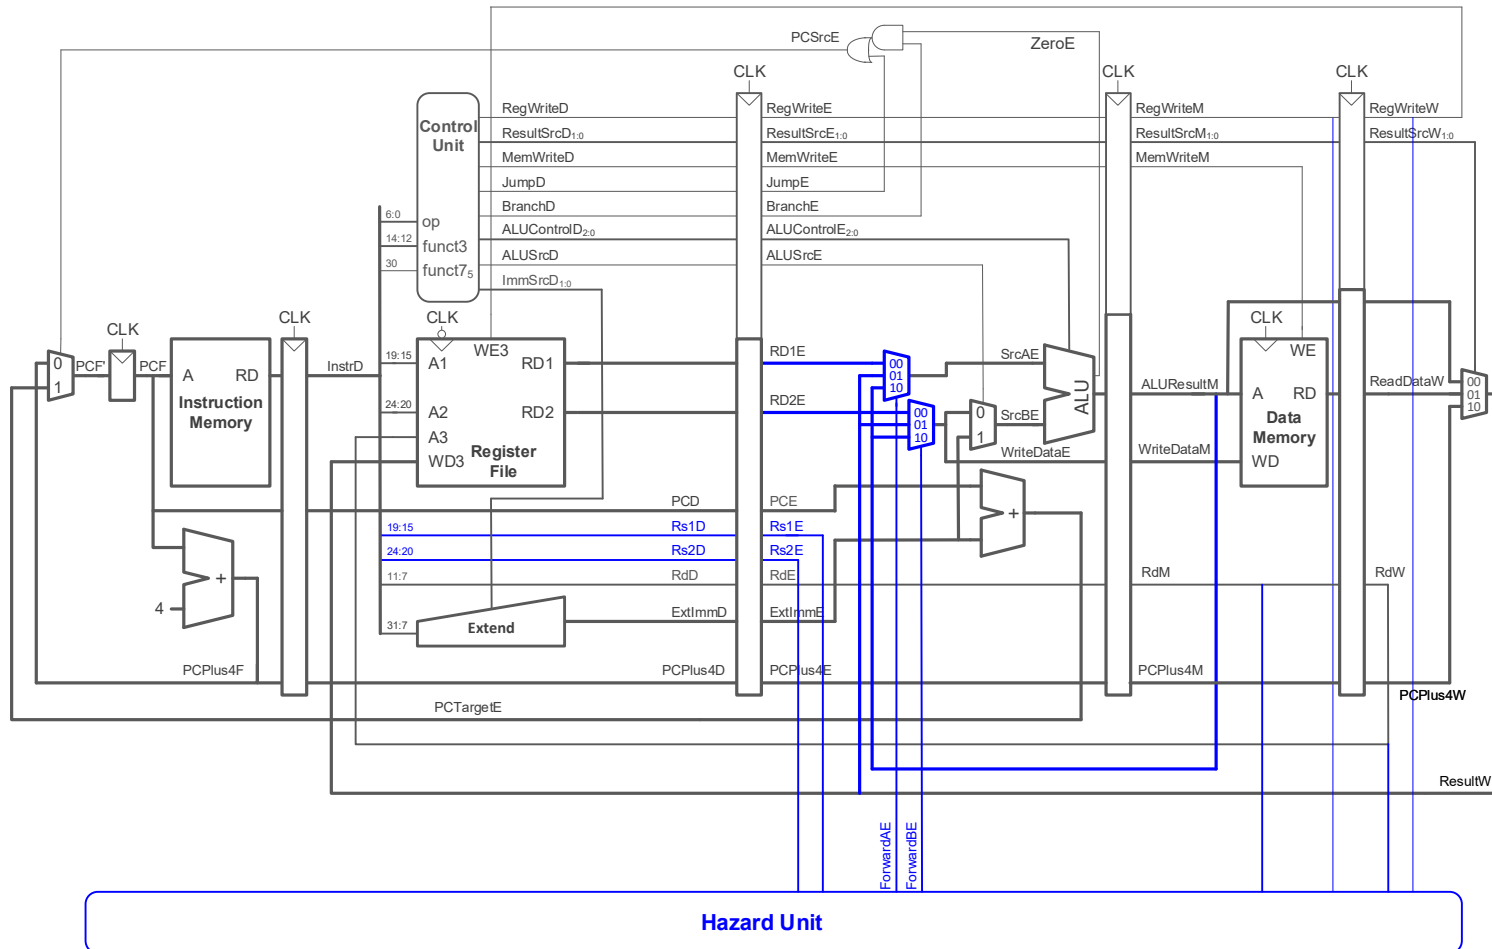 PCSrcE
ZeroE
CLK
CLK
CLK
Control
Unit
RegWriteD
RegWriteE
RegWriteM
RegWriteW
ResultSrcD1:0
ResultSrcE1:0
ResultSrcM1:0
ResultSrcW1:0
MemWriteD
MemWriteE
MemWriteM
JumpD
JumpE
6:0
op
BranchD
BranchE
14:12
funct3
ALUControlD2:0
ALUControlE2:0
30
funct75
ALUSrcD
ALUSrcE
ImmSrcD1:0
CLK
CLK
CLK
CLK
0
1
PCF'
PCF
A
RD
Instruction
Memory
InstrD
19:15
A1
WE3
RD1
24:20
A2
RD2
A3
WD3
Register
File
RD1E
00
01
10
RD2E
00
01
10
SrcAE
0
1
SrcBE
ALU
WriteDataE
ALUResultM
WriteDataM
A
WE
RD
Data
Memory
WD
ReadDataW
00
01
10
PCD
PCE
+
19:15
Rs1D
Rs1E
24:20
Rs2D
Rs2E
11:7
RdD
RdE
RdM
RdW
+
4
31:7
Extend
ExtImmD
ExtImmE
PCPlus4F
PCPlus4D
PCPlus4E
PCPlus4M
PCPlus4W
PCTargetE
ResultW
ForwardAE
ForwardBE
Hazard Unit